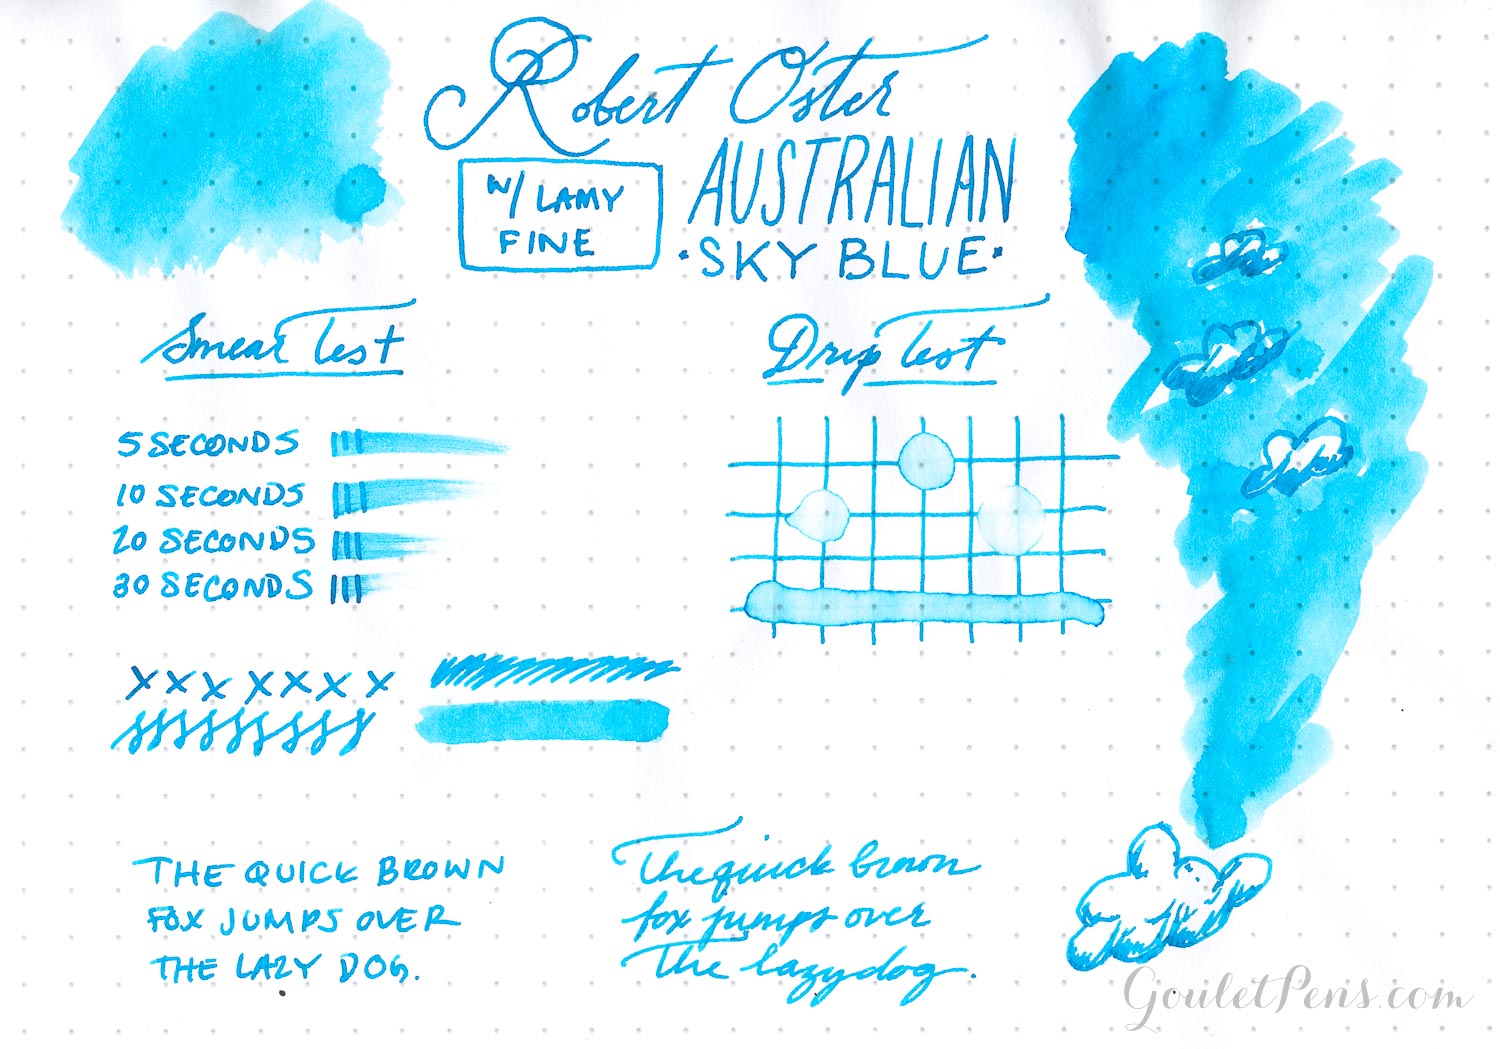 Robert Oster
AUSTRALIAN
·SKY BLUE·
w/ LAMY
FINE
Smear Test
5 SECONDS
10 SECONDS
20 SECONDS
30 SECONDS
x x x x x x x
Drip Test
THE QUICK BROWN
FOX JUMPS OVER
THE LAZY DOG.
The quick brown
fox jumps over
The lazy dog.
GouletPens.com